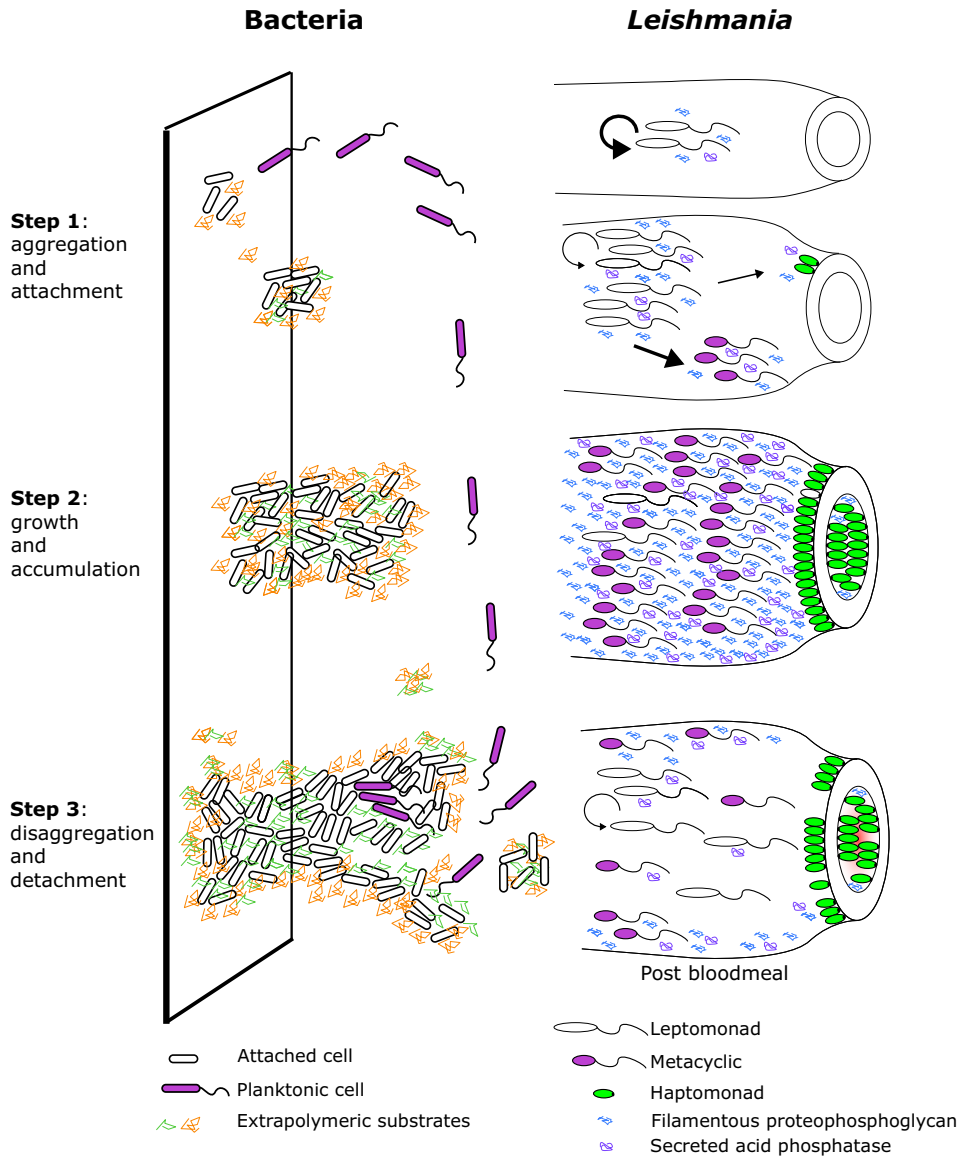 Bacteria
Leishmania
Step 1:
aggregation
and
attachment
Step 2:
growth
and
accumulation
Step 3:
disaggregation
and
detachment
Post bloodmeal
Attached cell
Planktonic cell
Extrapolymeric substrates
Leptomonad
Metacyclic
Haptomonad
Filamentous proteophosphoglycan
Secreted acid phosphatase